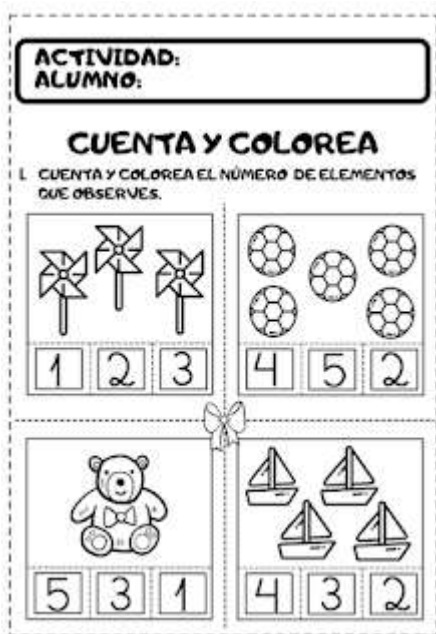 ACTIVIDAD:
ALUMNO:
CUENTA Y COLOREA
I. CUENTA Y COLOREA EL NÚMERO DE ELEMENTOS
QUE OBSERVES.
1 2 3
4 5 2
5 3 1
4 3 2